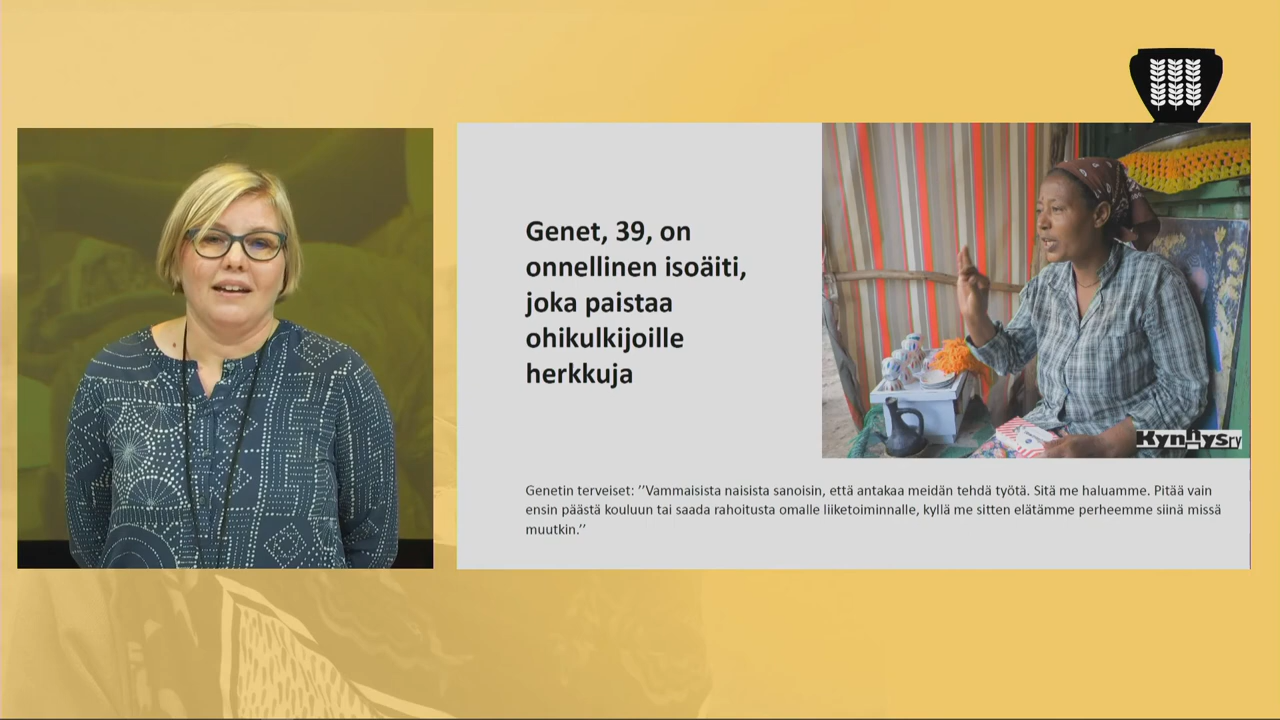 Genet, 39, on
onnellinen isoäiti,
joka paistaa
ohikulkijoille
herkkuja
Kynnys ry
Genetin terveiset: ’’Vammaisista naisista sanoisin, että antakaa meidän tehdä työtä. Sitä me haluamme. Pitää vain
ensin päästä kouluun tai saada rahoitusta omalle liiketoiminnalle, kyllä me sitten elätämme perheemme siinä missä
muutkin.’’